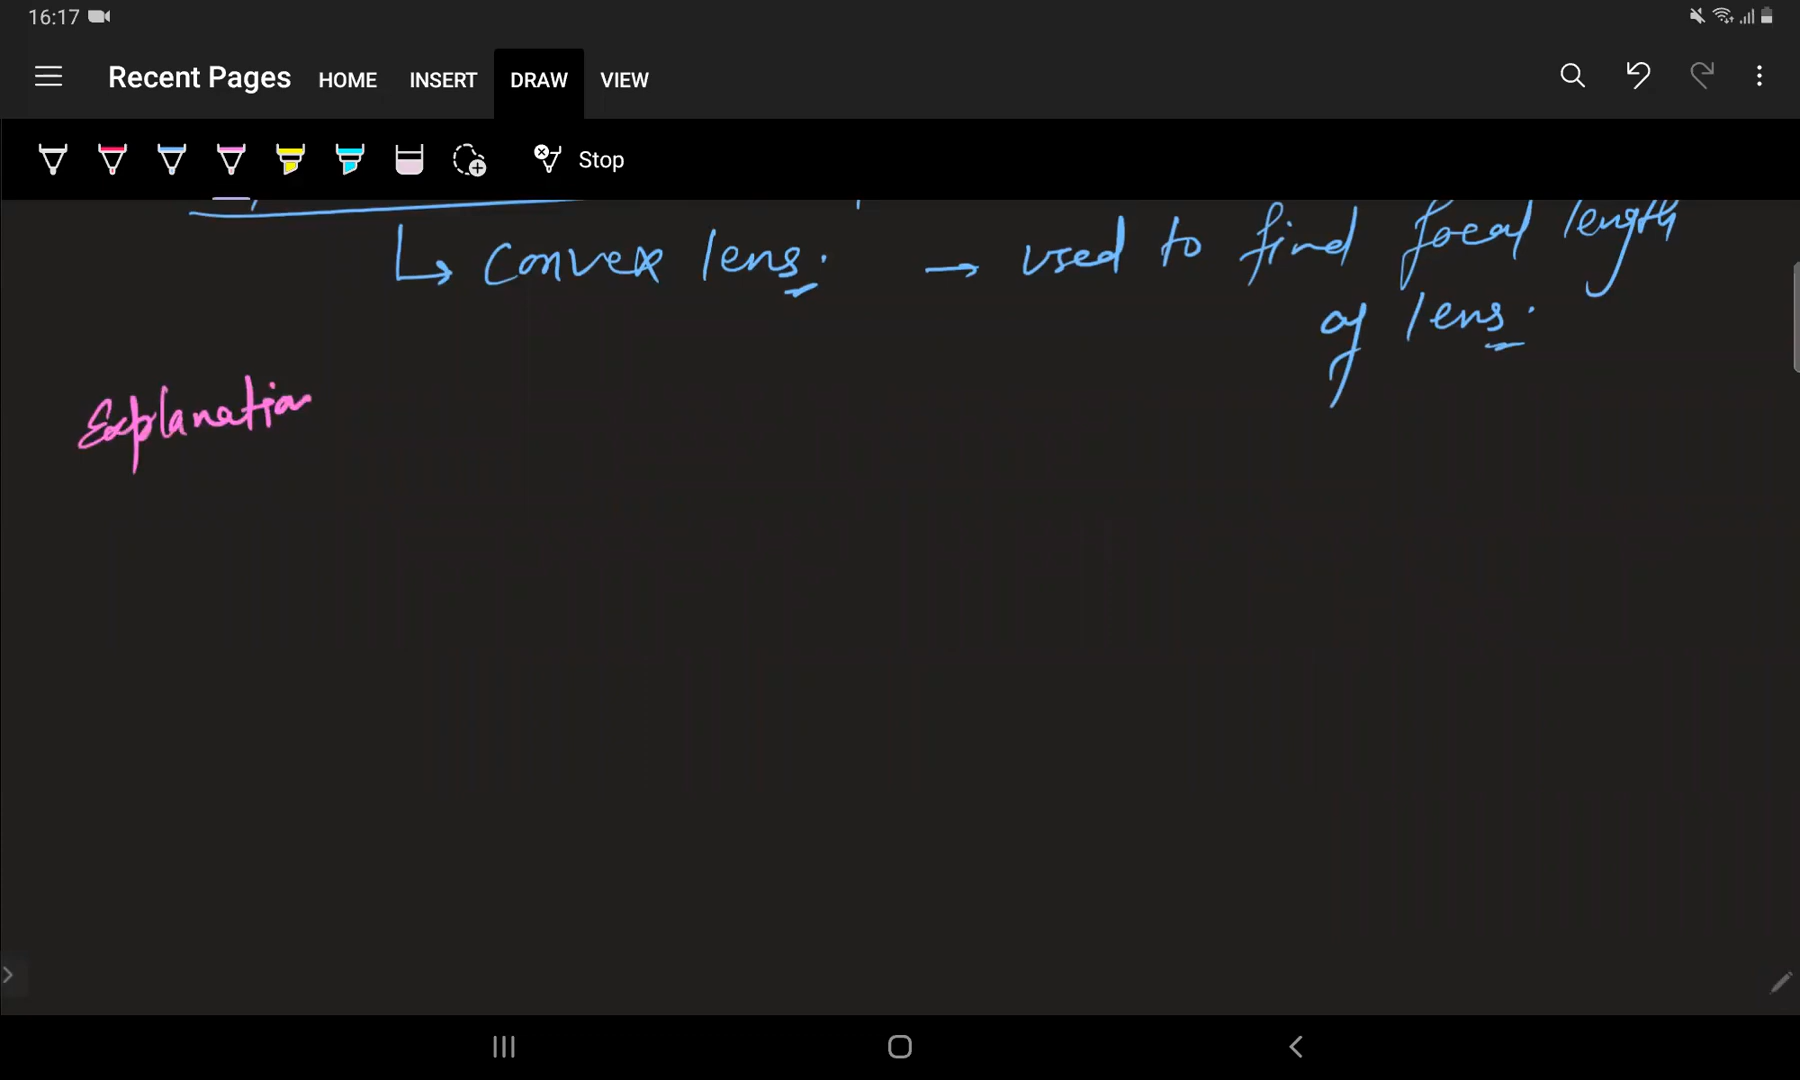 16:17
Recent Pages HOME INSERT DRAW VIEW
Stop
↳ Convex lens. → used to find focal length
of lens.
Explanation